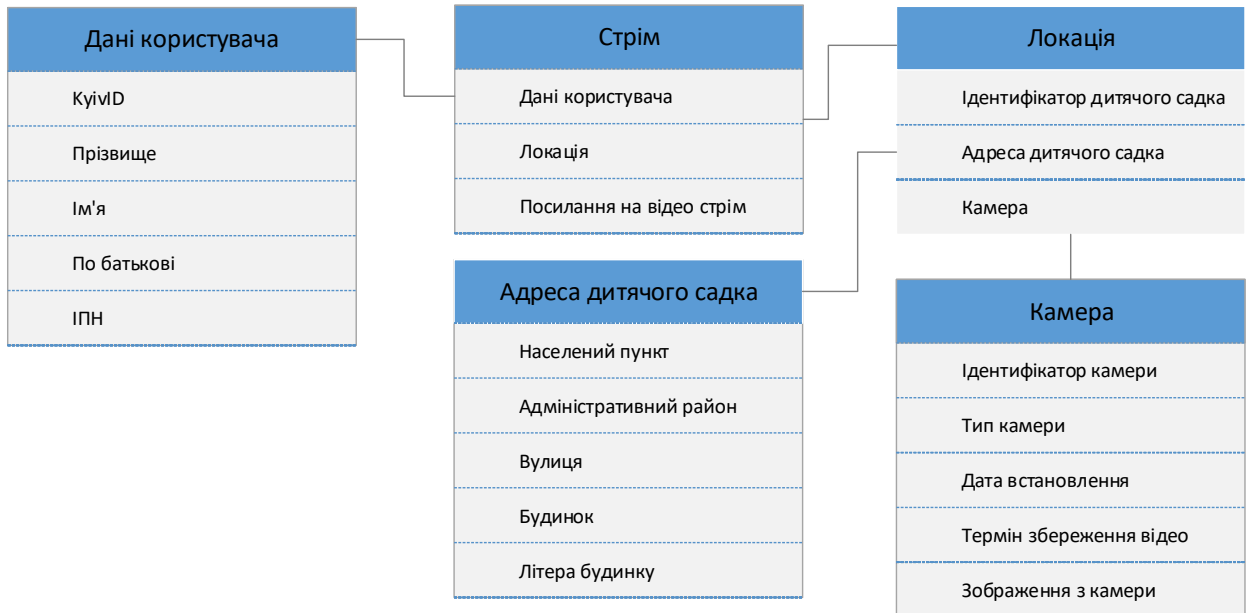 Дані користувача
KyivID
Прізвище
Ім'я
По батькові
ІПН
Стрім
Дані користувача
Локація
Посилання на відео стрім
Локація
Ідентифікатор дитячого садка
Адреса дитячого садка
Камера
Адреса дитячого садка
Населений пункт
Адміністративний район
Вулиця
Будинок
Літера будинку
Камера
Ідентифікатор камери
Тип камери
Дата встановлення
Термін збереження відео
Зображення з камери